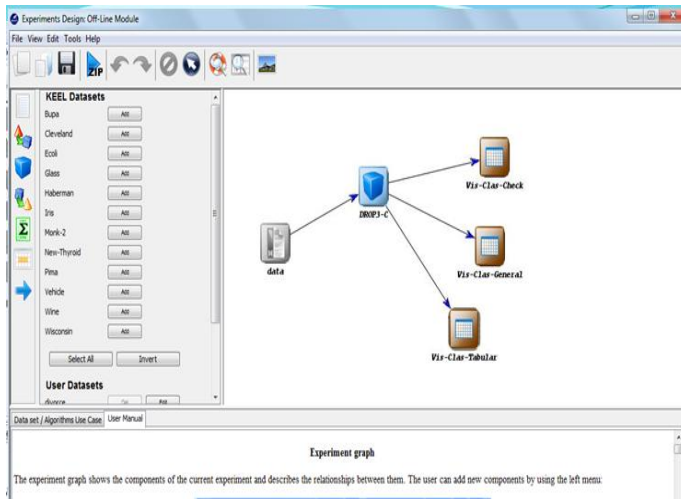 Experiments Design: Off-Line Module
File View Edit Tools Help
ZIP
KEEL Datasets
Bupa Add
Cleveland Add
Ecoli Add
Glass Add
Haberman Add
Iris Add
Monk-2 Add
New-Thyroid Add
Pima Add
Vehicle Add
Wine Add
Wisconsin Add
Select All Invert
User Datasets
divorce
data
DROP3-C
Vis-Clas-Check
Vis-Clas-General
Vis-Clas-Tabular
Data set / Algorithms Use Case User Manual
Experiment graph
The experiment graph shows the components of the current experiment and describes the relationships between them. The user can add new components by using the left menu: